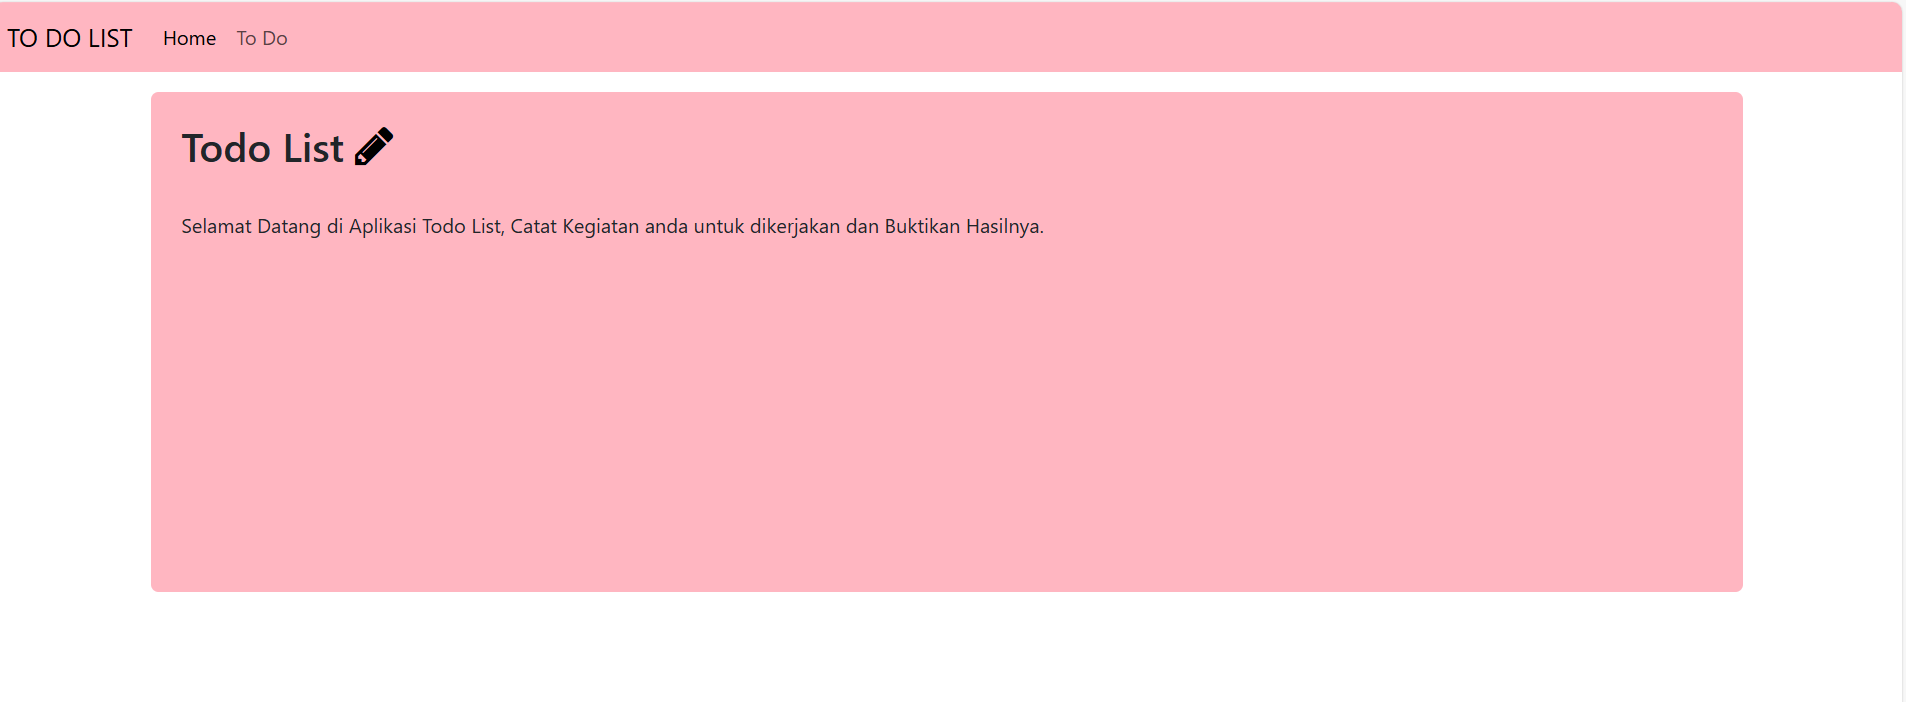 TO DO LIST Home To Do
Todo List
Selamat Datang di Aplikasi Todo List, Catat Kegiatan anda untuk dikerjakan dan Buktikan Hasilnya.